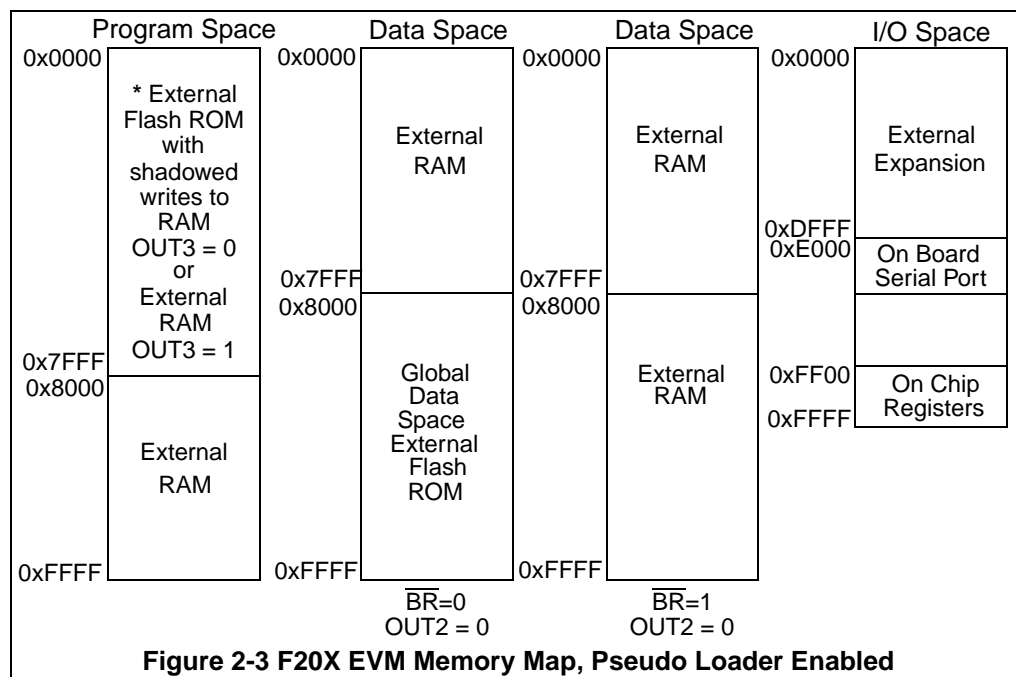 Program Space
0x0000
* External
Flash ROM
with
shadowed
writes to
RAM
OUT3 = 0
or
External
RAM
OUT3 = 1
0x7FFF
0x8000
External
RAM
0xFFFF
Data Space
0x0000
External
RAM
0x7FFF
0x8000
Global
Data
Space
External
Flash
ROM
0xFFFF
B̅R̅=0
OUT2 = 0
Data Space
0x0000
External
RAM
0x7FFF
0x8000
External
RAM
0xFFFF
B̅R̅=1
OUT2 = 0
I/O Space
0x0000
External
Expansion
0xDFFF
0xE000
On Board
Serial Port
0xFF00
On Chip
Registers
0xFFFF
Figure 2-3 F20X EVM Memory Map, Pseudo Loader Enabled